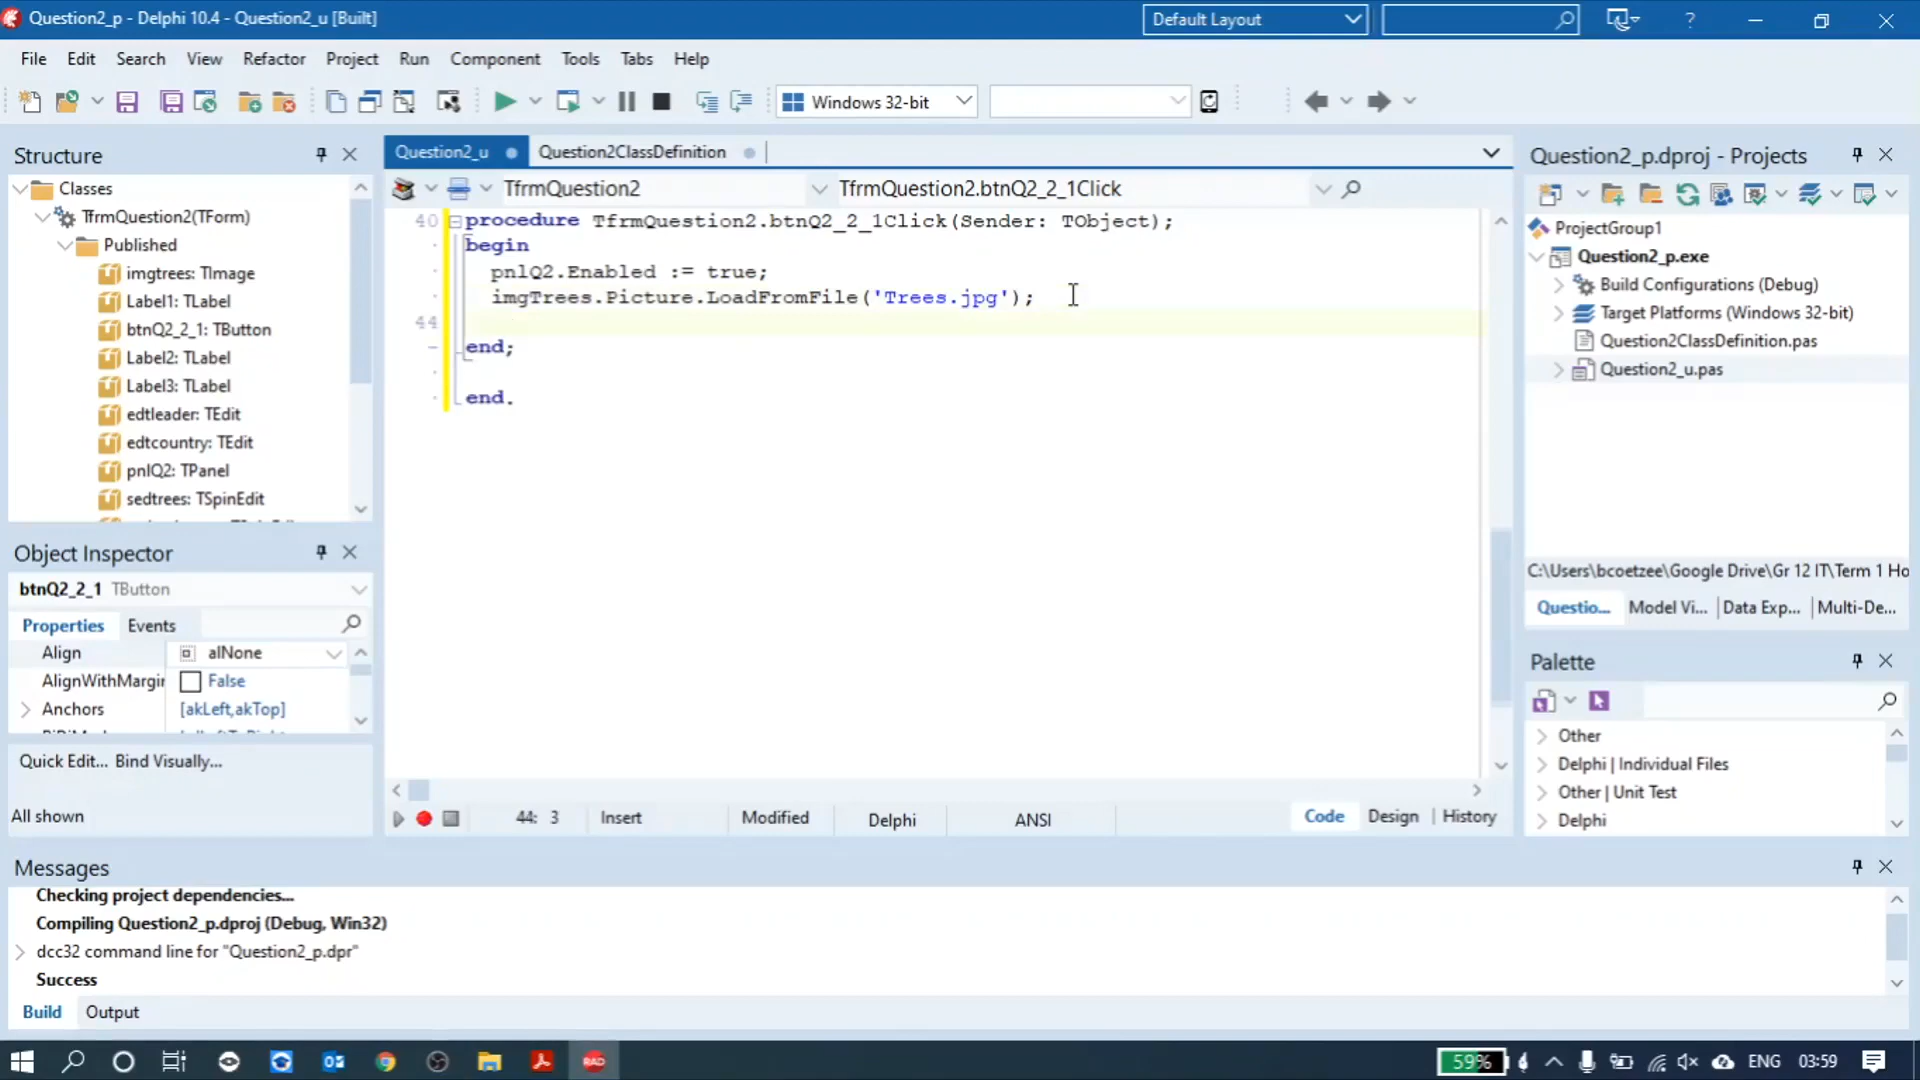 Question2_p - Delphi 10.4 - Question2_u [Built]
Default Layout
?
File Edit Search View Refactor Project Run Component Tools Tabs Help
Windows 32-bit
Structure
Classes
TfrmQuestion2(TForm)
Published
imgtrees: TImage
Label1: TLabel
btnQ2_2_1: TButton
Label2: TLabel
Label3: TLabel
edtleader: TEdit
edtcountry: TEdit
pnlQ2: TPanel
sedtrees: TSpinEdit
Object Inspector
btnQ2_2_1 TButton
Properties Events
Align alNone
AlignWithMargin False
Anchors [akLeft,akTop]
Quick Edit... Bind Visually...
All shown
Question2_u Question2ClassDefinition
TfrmQuestion2 TfrmQuestion2.btnQ2_2_1Click
40 procedure TfrmQuestion2.btnQ2_2_1Click(Sender: TObject);
begin
pnlQ2.Enabled := true;
imgTrees.Picture.LoadFromFile('Trees.jpg');
44
end;
end.
44: 3 Insert Modified Delphi ANSI Code Design History
Question2_p.dproj - Projects
ProjectGroup1
Question2_p.exe
Build Configurations (Debug)
Target Platforms (Windows 32-bit)
Question2ClassDefinition.pas
Question2_u.pas
C:\Users\bcoetzee\Google Drive\Gr 12 IT\Term 1 Ho
Questio... Model Vi... Data Exp... Multi-De...
Palette
Other
Delphi | Individual Files
Other | Unit Test
Delphi
Messages
Checking project dependencies...
Compiling Question2_p.dproj (Debug, Win32)
dcc32 command line for "Question2_p.dpr"
Success
Build Output
RAD
59% ENG 03:59